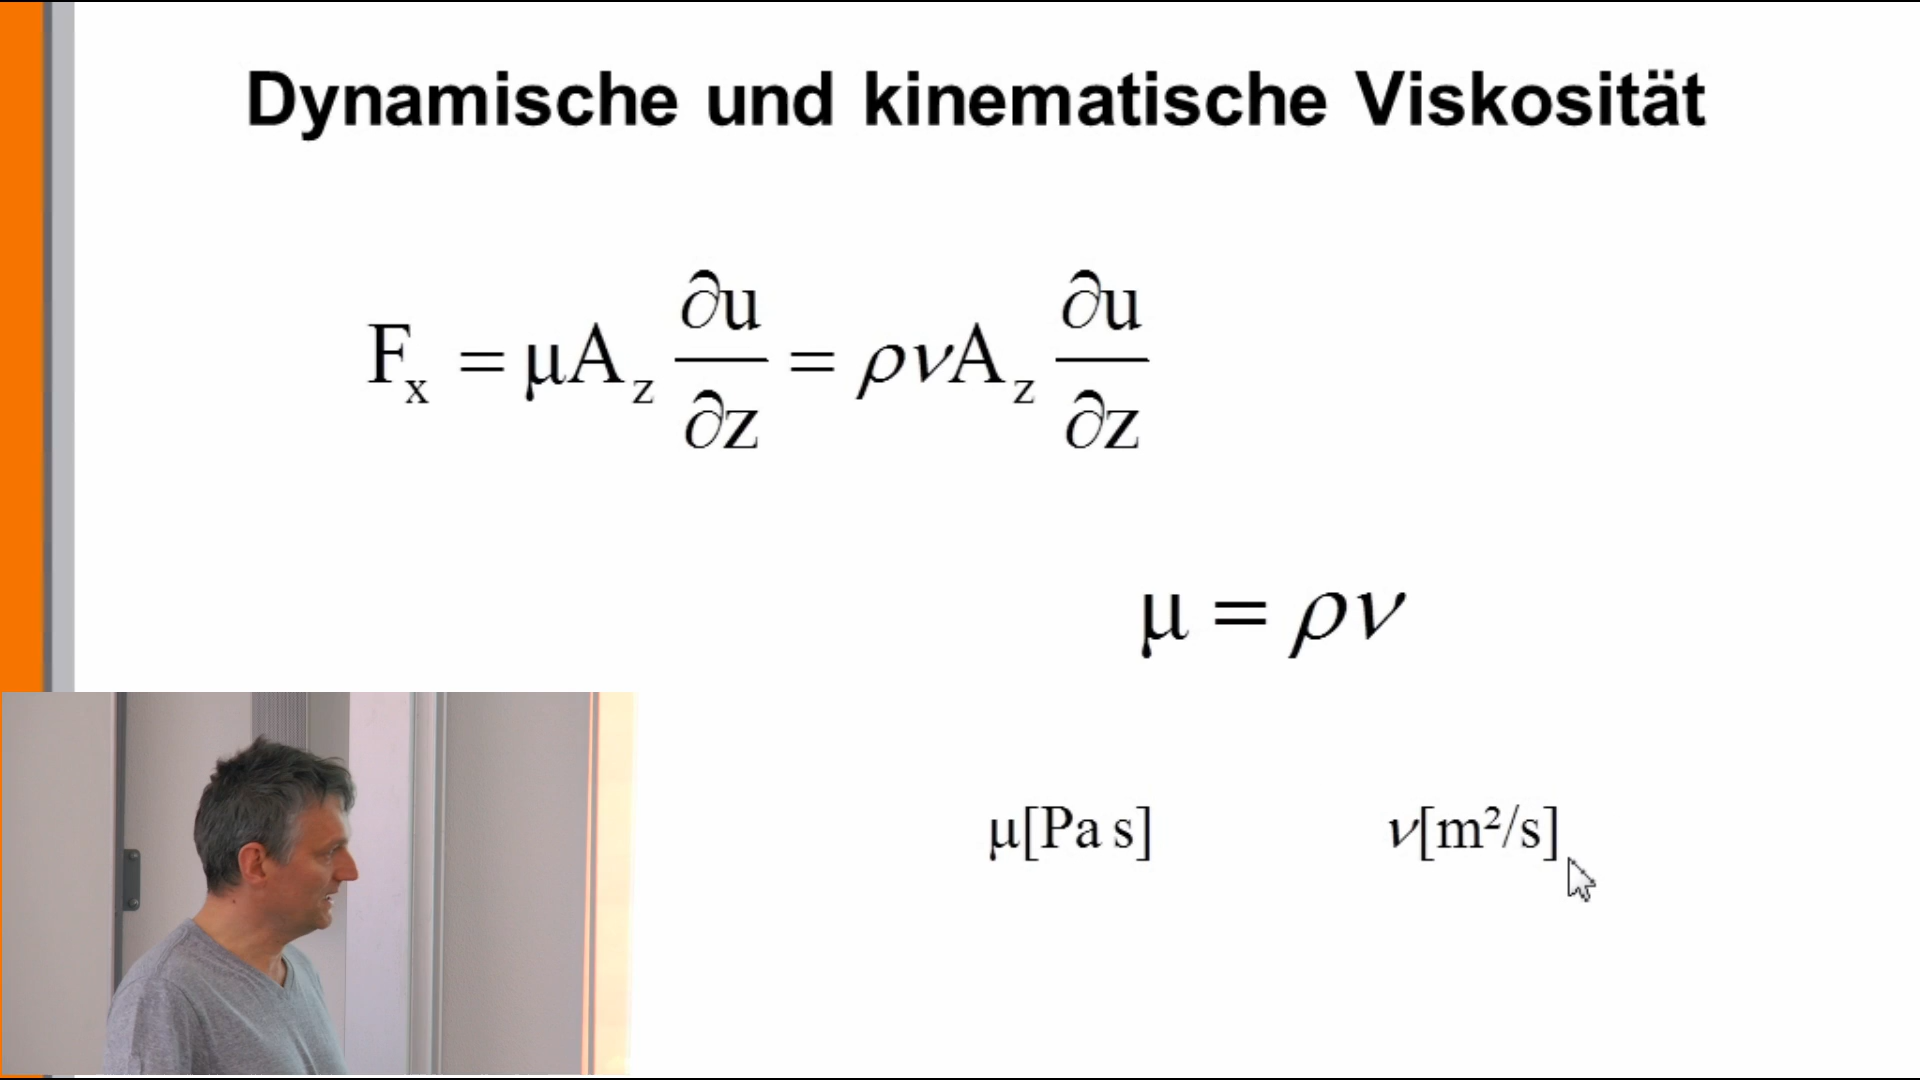 Dynamische und kinematische Viskosität
F_x = μA_z ∂u/∂z = ρνA_z ∂u/∂z
μ = ρν
μ[Pa s] ν[m²/s]